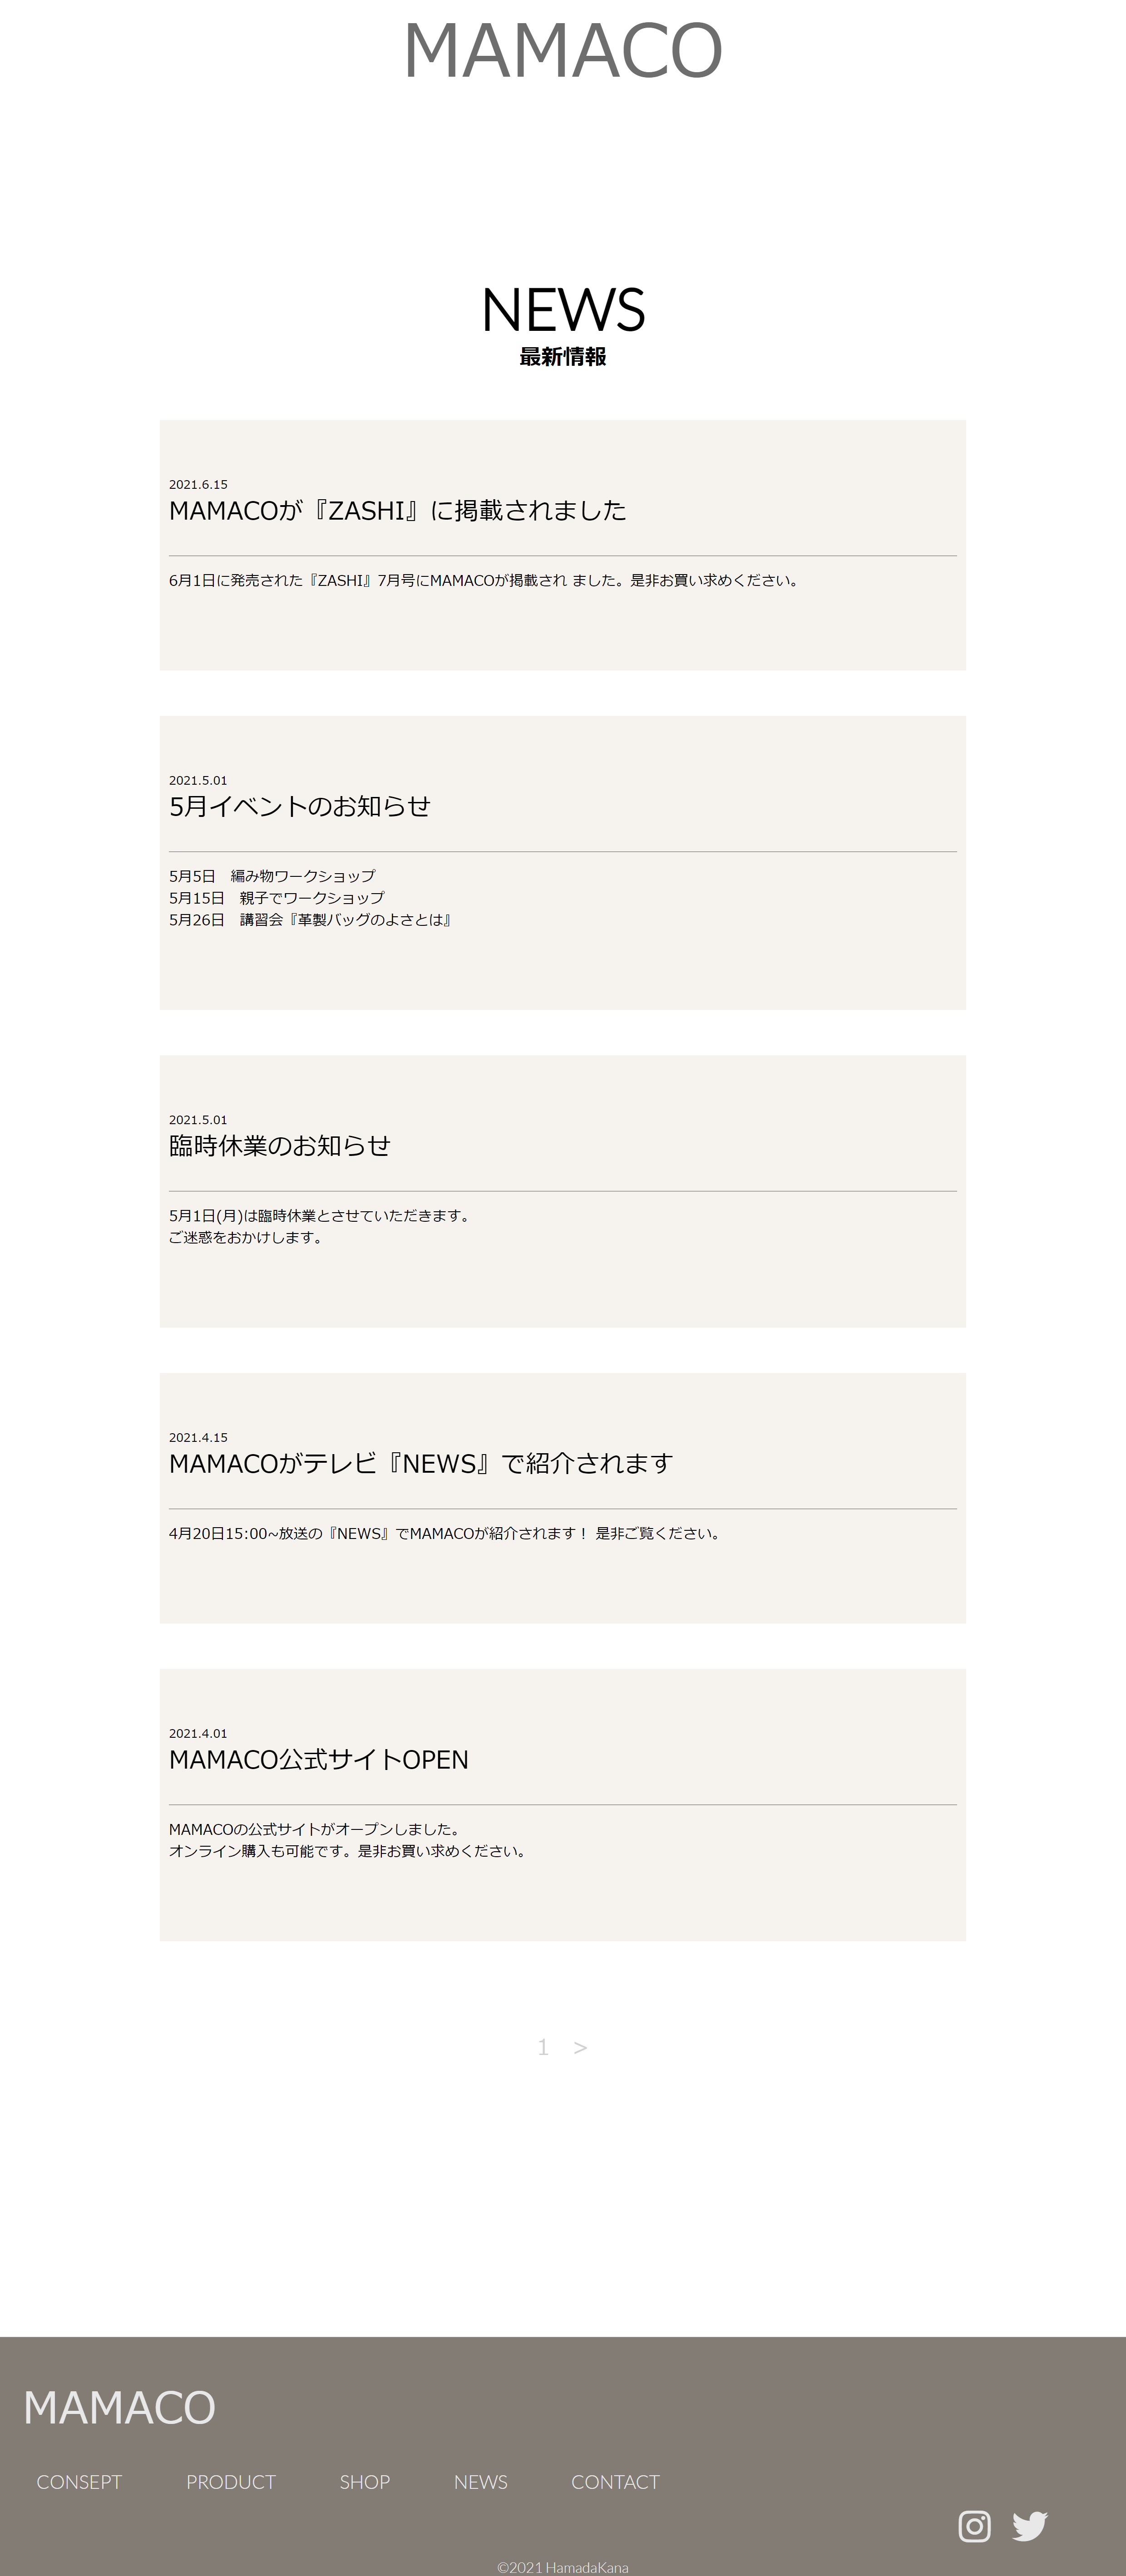 MAMACO
NEWS
最新情報
2021.6.15
MAMACOが『ZASHI』に掲載されました
6月1日に発売された『ZASHI』7月号にMAMACOが掲載され ました。是非お買い求めください。
2021.5.01
5月イベントのお知らせ
5月5日　編み物ワークショップ
5月15日　親子でワークショップ
5月26日　講習会『革製バッグのよさとは』
2021.5.01
臨時休業のお知らせ
5月1日(月)は臨時休業とさせていただきます。
ご迷惑をおかけします。
2021.4.15
MAMACOがテレビ『NEWS』で紹介されます
4月20日15:00~放送の『NEWS』でMAMACOが紹介されます！ 是非ご覧ください。
2021.4.01
MAMACO公式サイトOPEN
MAMACOの公式サイトがオープンしました。
オンライン購入も可能です。是非お買い求めください。
1 >
MAMACO
CONSEPT PRODUCT SHOP NEWS CONTACT
©2021 HamadaKana